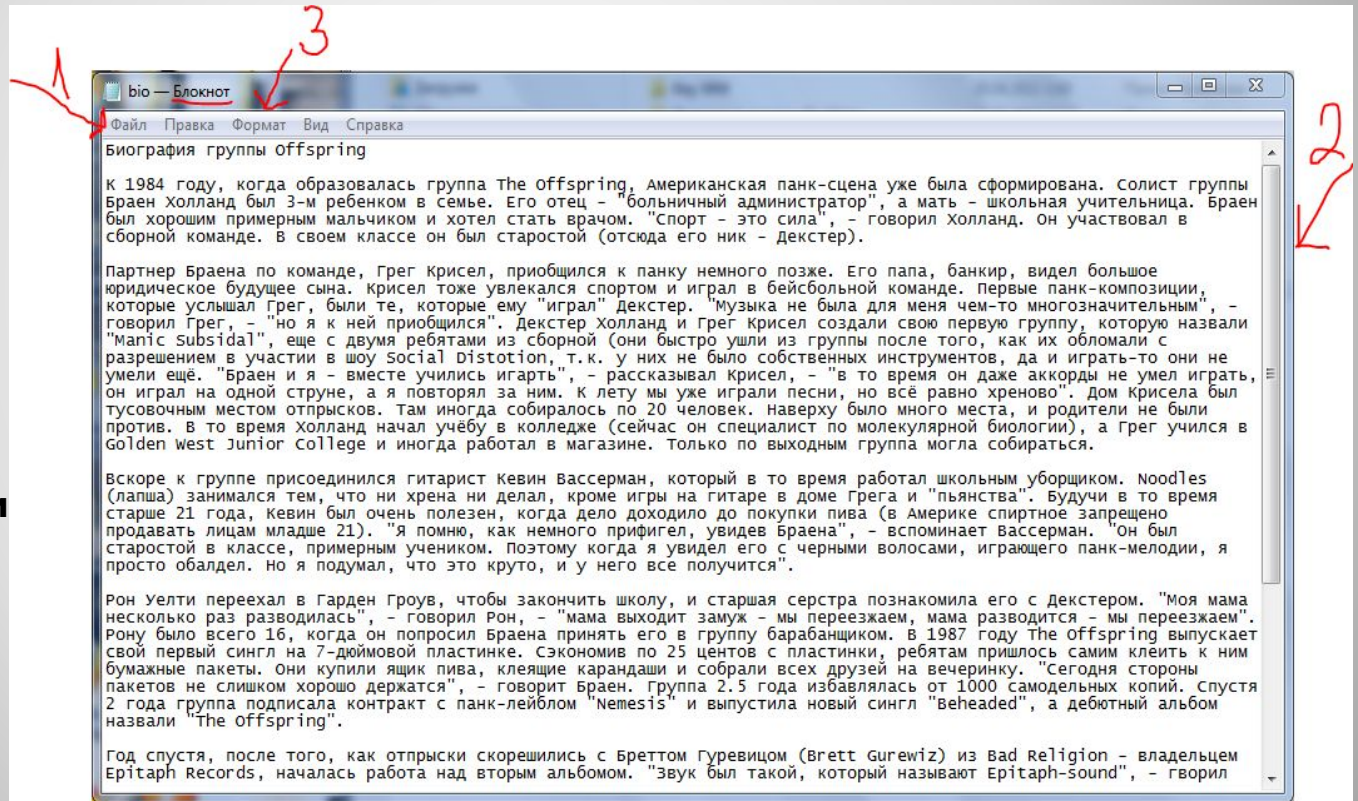 3
1
bio — Блокнот
Файл Правка Формат Вид Справка
2
Биография группы Offspring
К 1984 году, когда образовалась группа The Offspring, Американская панк-сцена уже была сформирована. Солист группы
Браен Холланд был 3-м ребенком в семье. Его отец - "больничный администратор", а мать - школьная учительница. Браен
был хорошим примерным мальчиком и хотел стать врачом. "Спорт - это сила", - говорил Холланд. Он участвовал в
сборной команде. В своем классе он был старостой (отсюда его ник - Декстер).
Партнер Браена по команде, Грег Крисел, приобщился к панку немного позже. Его папа, банкир, видел большое
юридическое будущее сына. Крисел тоже увлекался спортом и играл в бейсбольной команде. Первые панк-композиции,
которые услышал Грег, были те, которые ему "играл" Декстер. "Музыка не была для меня чем-то многозначительным", -
говорил Грег, - "но я к ней приобщился". Декстер Холланд и Грег Крисел создали свою первую группу, которую назвали
"Manic Subsidal", еще с двумя ребятами из сборной (они быстро ушли из группы после того, как их обломали с
разрешением в участии в шоу Social Distotion, т.к. у них не было собственных инструментов, да и играть-то они не
умели ещё. "Браен и я - вместе учились игарть", - рассказывал Крисел, - "в то время он даже аккорды не умел играть,
он играл на одной струне, а я повторял за ним. К лету мы уже играли песни, но всё равно хреново". Дом Крисела был
тусовочным местом отпрысков. Там иногда собиралось по 20 человек. Наверху было много места, и родители не были
против. В то время Холланд начал учёбу в колледже (сейчас он специалист по молекулярной биологии), а Грег учился в
Golden West Junior College и иногда работал в магазине. Только по выходным группа могла собираться.
Вскоре к группе присоединился гитарист Кевин Вассерман, который в то время работал школьным уборщиком. Noodles
(лапша) занимался тем, что ни хрена ни делал, кроме игры на гитаре в доме Грега и "пьянства". Будучи в то время
старше 21 года, Кевин был очень полезен, когда дело доходило до покупки пива (в Америке спиртное запрещено
продавать лицам младше 21). "Я помню, как немного прифигел, увидев Браена", - вспоминает Вассерман. "Он был
старостой в классе, примерным учеником. Поэтому когда я увидел его с черными волосами, играющего панк-мелодии, я
просто обалдел. Но я подумал, что это круто, и у него все получится".
Рон Уелти переехал в Гарден Гроув, чтобы закончить школу, и старшая серстра познакомила его с Декстером. "Моя мама
несколько раз разводилась", - говорил Рон, - "мама выходит замуж - мы переезжаем, мама разводится - мы переезжаем".
Рону было всего 16, когда он попросил Браена принять его в группу барабанщиком. В 1987 году The Offspring выпускает
свой первый сингл на 7-дюймовой пластинке. Сэкономив по 25 центов с пластинки, ребятам пришлось самим клеить к ним
бумажные пакеты. Они купили ящик пива, клеящие карандаши и собрали всех друзей на вечеринку. "Сегодня стороны
пакетов не слишком хорошо держатся", - говорит Браен. Группа 2.5 года избавлялась от 1000 самодельных копий. Спустя
2 года группа подписала контракт с панк-лейблом "Nemesis" и выпустила новый сингл "Beheaded", а дебютный альбом
назвали "The Offspring".
Год спустя, после того, как отпрыски скорешились с Бреттом Гуревицом (Brett Gurewiz) из Bad Religion - владельцем
Epitaph Records, началась работа над вторым альбомом. "Звук был такой, который называют Epitaph-sound", - гворил